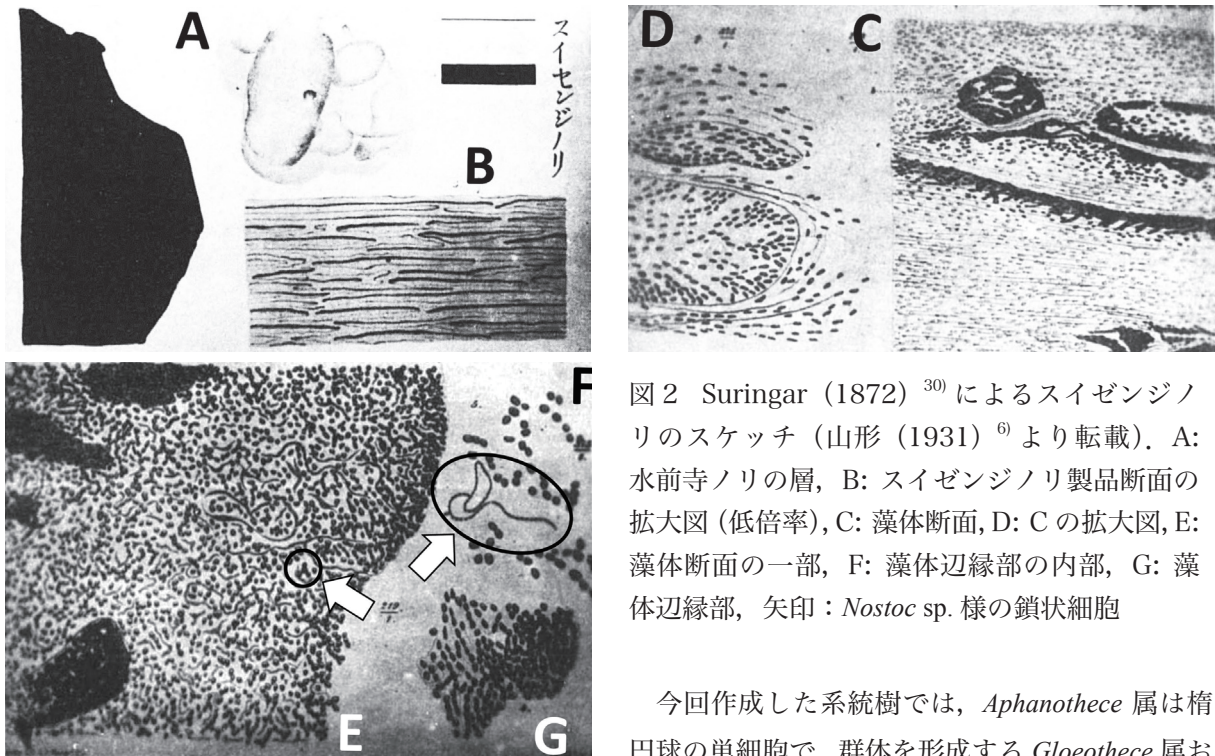 A
スイセンジノリ
B
D
C
F
E
G
図 2 Suringar(1872)30) によるスイゼンジノ
リのスケッチ(山形(1931)6) より転載).A:
水前寺ノリの層,B: スイゼンジノリ製品断面の
拡大図(低倍率), C: 藻体断面, D: C の拡大図, E:
藻体断面の一部,F: 藻体辺縁部の内部,G: 藻
体辺縁部,矢印:Nostoc sp. 様の鎖状細胞
今回作成した系統樹では,Aphanothece 属は楕
円球の単細胞で,群体を形成する Gloeothece 属お